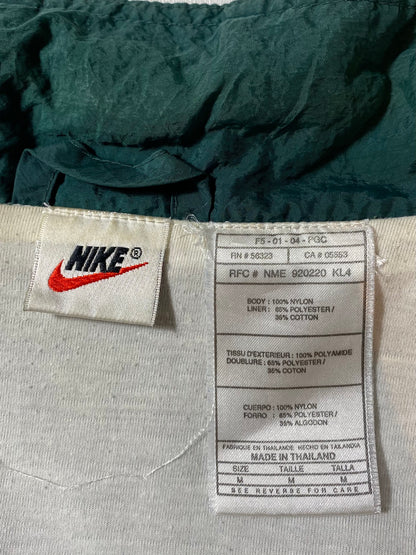 NIKE®
F5-01-04-PGC
RN # 56323 CA # 05553
RFC # NME 920220 KL4
BODY : 100% NYLON
LINER : 65% POLYESTER /
35% COTTON
TISSU D'EXTERIEUR : 100% POLYAMIDE
DOUBLURE : 65% POLYESTER /
35% COTON
CUERPO : 100% NYLON
FORRO : 65% POLYESTER /
35% ALGODON
FABRIQUE EN THAILANDE HECHO EN TAILANDIA
MADE IN THAILAND
SIZE TAILLE TALLA
M M M
SEE REVERSE FOR CARE